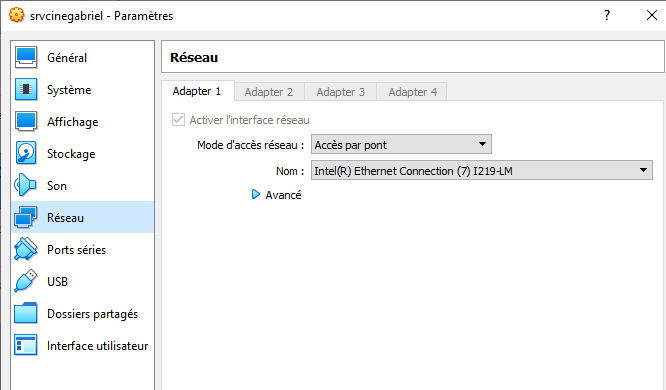 srvcinegabriel - Paramètres
?
Général
Système
Affichage
Stockage
Son
Réseau
Ports séries
USB
Dossiers partagés
Interface utilisateur
Réseau
Adapter 1 Adapter 2 Adapter 3 Adapter 4
Activer l'interface réseau
Mode d'accès réseau : Accès par pont
Nom : Intel(R) Ethernet Connection (7) I219-LM
Avancé